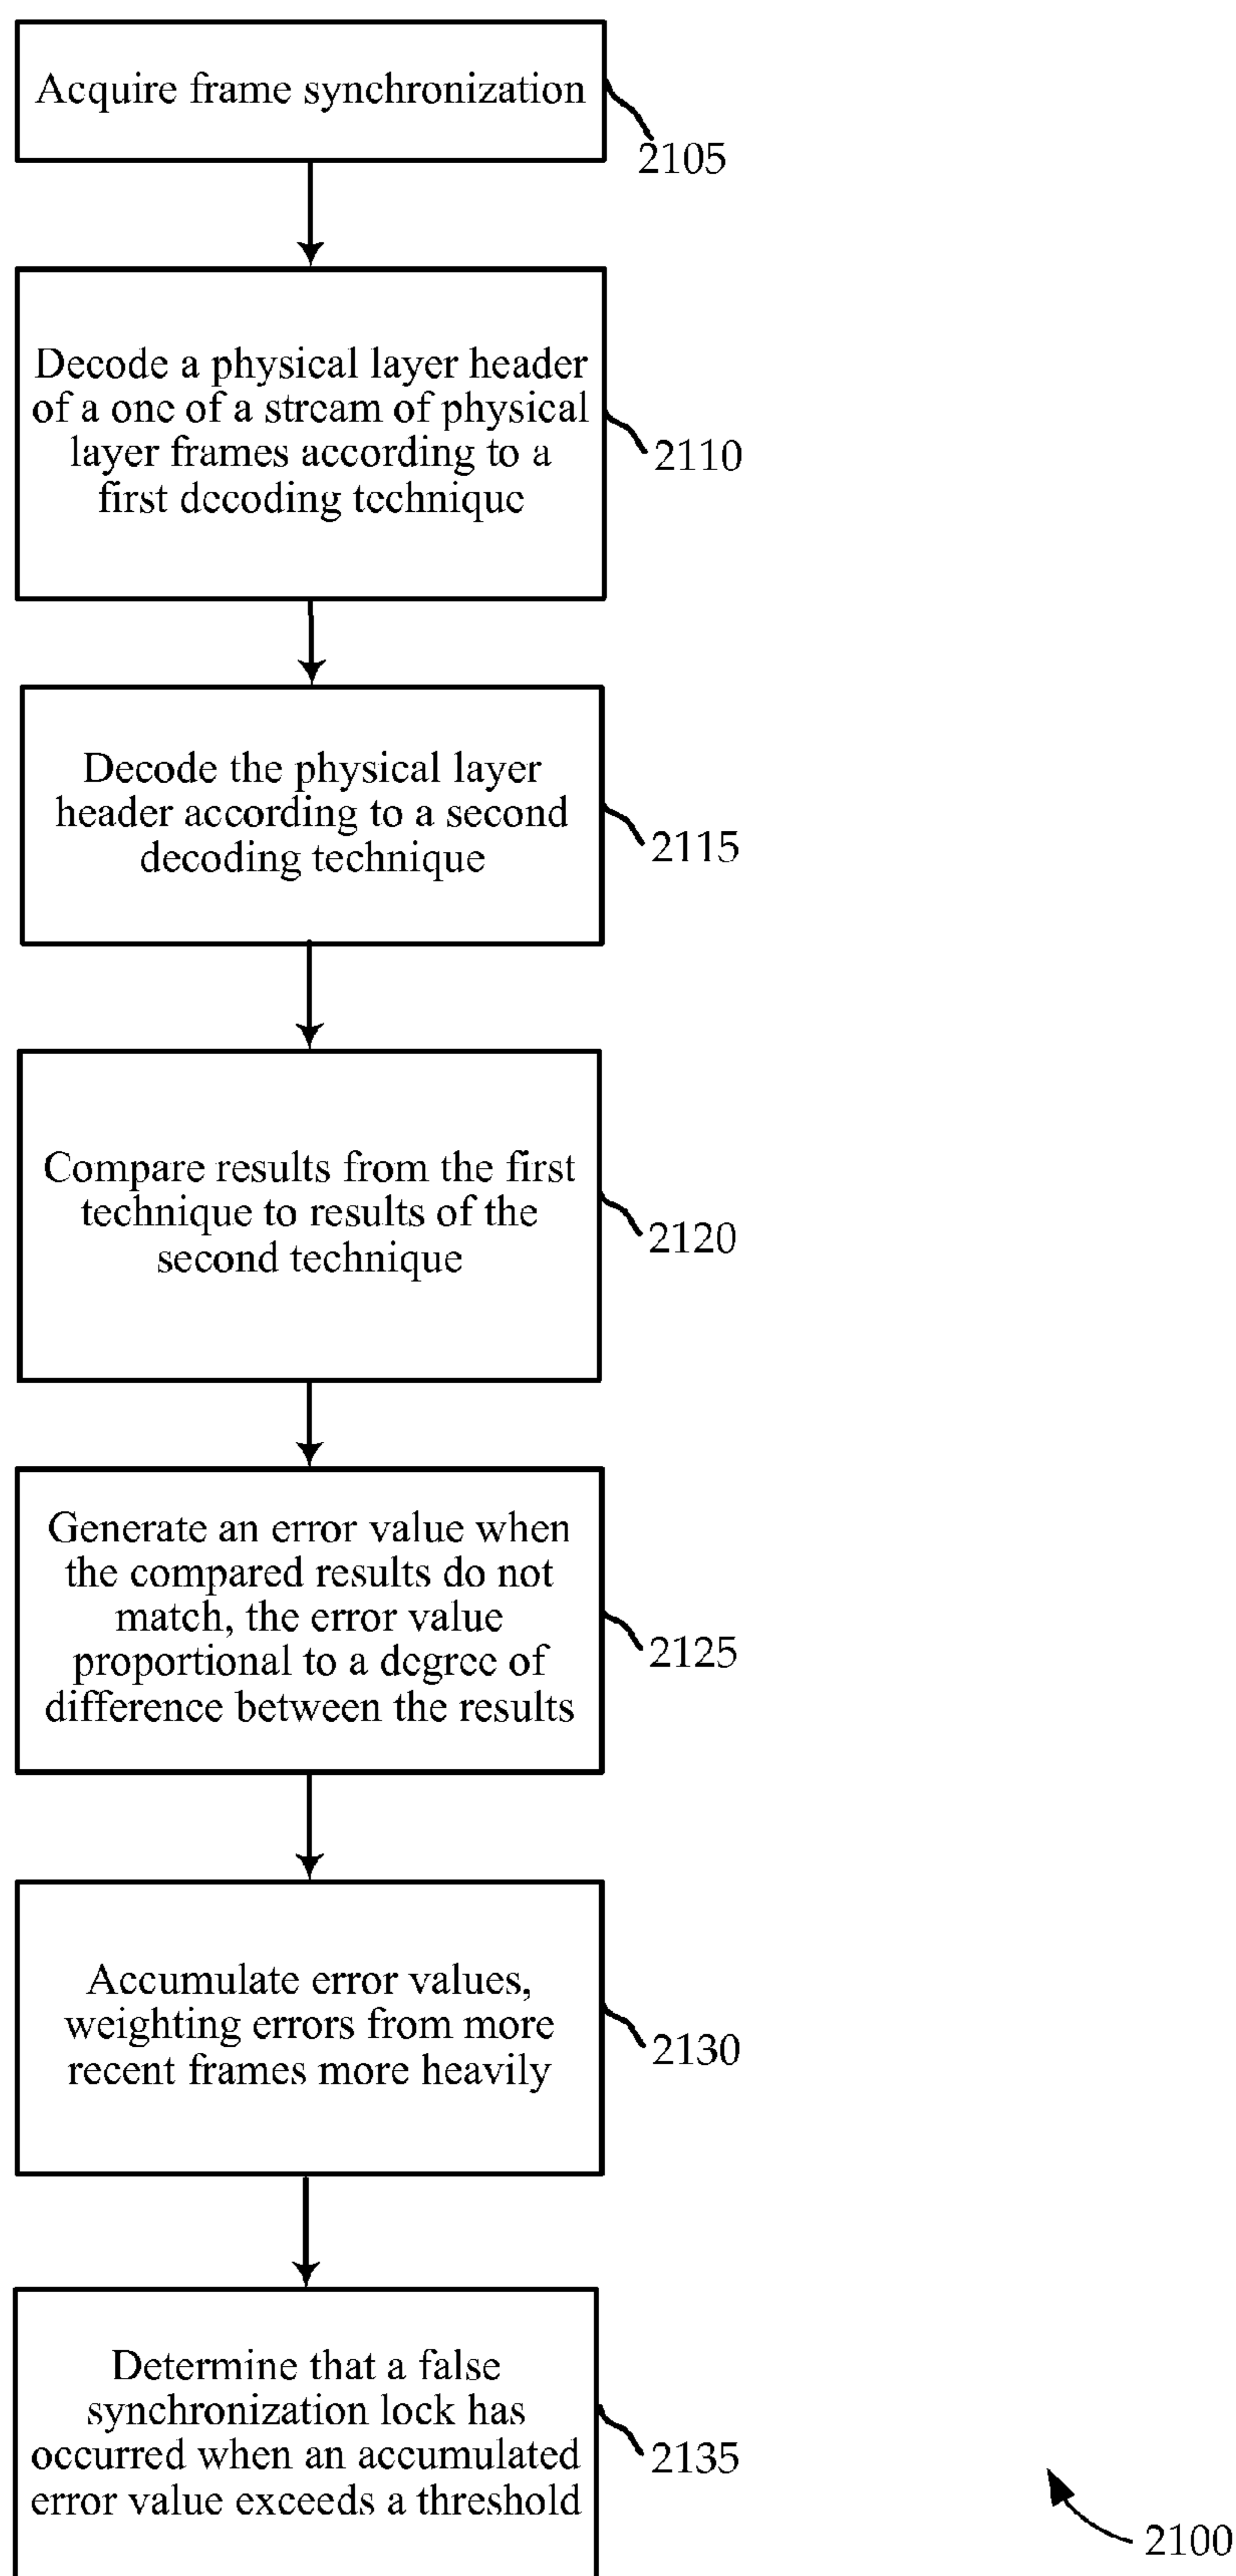 Acquire frame synchronization
2105
Decode a physical layer header
of a one of a stream of physical
layer frames according to a
first decoding technique
2110
Decode the physical layer
header according to a second
decoding technique
2115
Compare results from the first
technique to results of the
second technique
2120
Generate an error value when
the compared results do not
match, the error value
proportional to a degree of
difference between the results
2125
Accumulate error values,
weighting errors from more
recent frames more heavily
2130
Determine that a false
synchronization lock has
occurred when an accumulated
error value exceeds a threshold
2135
2100